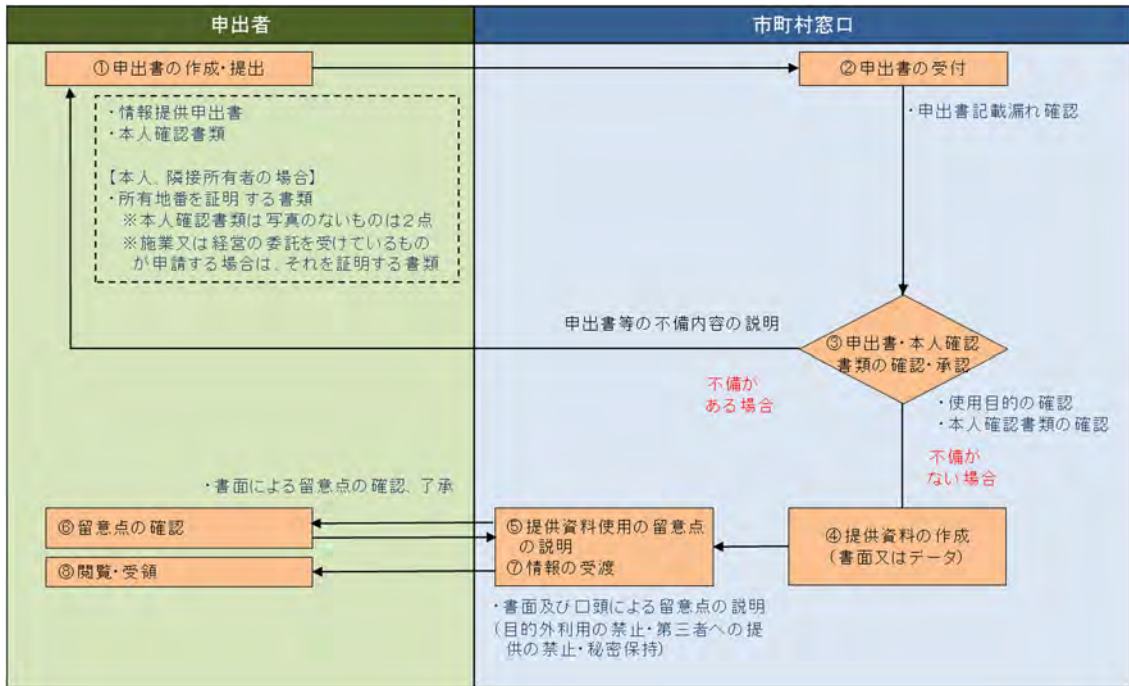 申出者
市町村窓口
①申出書の作成・提出
②申出書の受付
・情報提供申出書
・本人確認書類
【本人、隣接所有者の場合】
・所有地番を証明する書類
※本人確認書類は写真のないものは2点
※施業又は経営の委託を受けているもの
が申請する場合は、それを証明する書類
・申出書記載漏れ確認
申出書等の不備内容の説明
③申出書・本人確認
書類の確認・承認
不備が
ある場合
・使用目的の確認
・本人確認書類の確認
不備が
ない場合
・書面による留意点の確認、了承
⑥留意点の確認
⑤提供資料使用の留意点
の説明
⑦情報の受渡
④提供資料の作成
(書面又はデータ)
⑧閲覧・受領
・書面及び口頭による留意点の説明
(目的外利用の禁止・第三者への提
供の禁止・秘密保持)